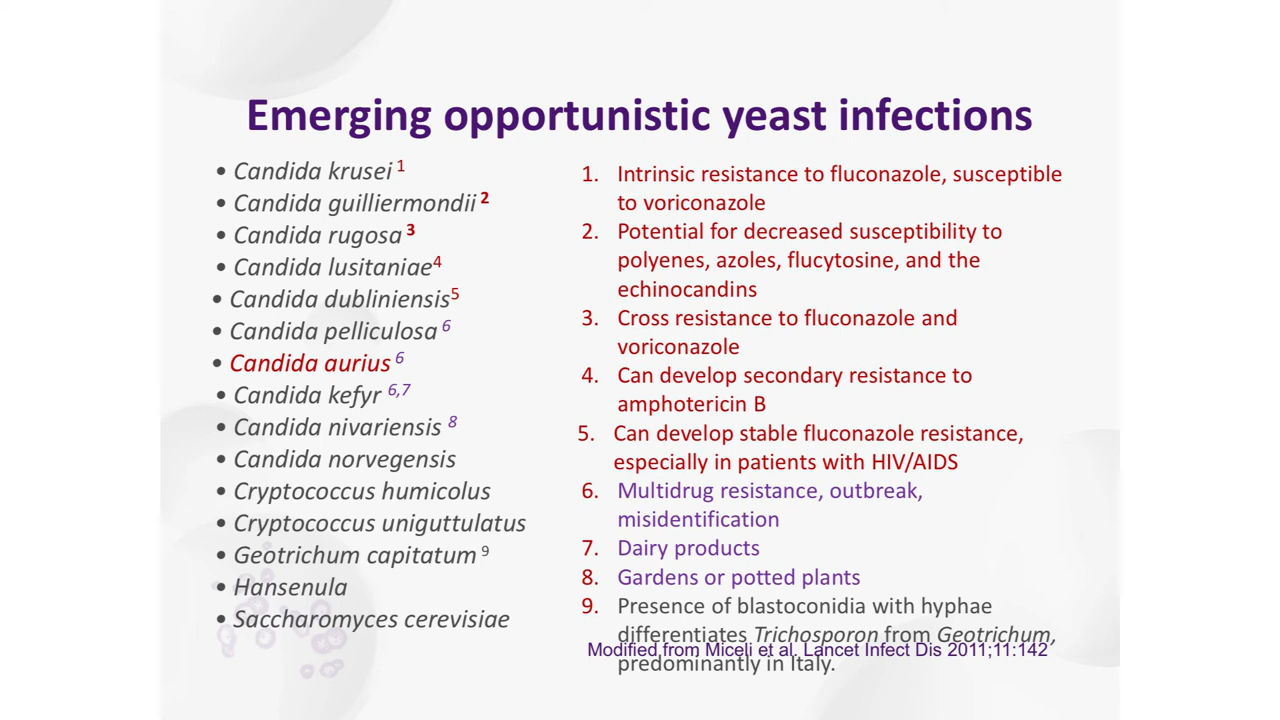 Emerging opportunistic yeast infections
• Candida krusei 1
• Candida guilliermondii 2
• Candida rugosa 3
• Candida lusitaniae4
• Candida dubliniensis5
• Candida pelliculosa 6
• Candida aurius 6
• Candida kefyr 6,7
• Candida nivariensis 8
• Candida norvegensis
• Cryptococcus humicolus
• Cryptococcus uniguttulatus
• Geotrichum capitatum 9
• Hansenula
• Saccharomyces cerevisiae
1. Intrinsic resistance to fluconazole, susceptible
to voriconazole
2. Potential for decreased susceptibility to
polyenes, azoles, flucytosine, and the
echinocandins
3. Cross resistance to fluconazole and
voriconazole
4. Can develop secondary resistance to
amphotericin B
5. Can develop stable fluconazole resistance,
especially in patients with HIV/AIDS
6. Multidrug resistance, outbreak,
misidentification
7. Dairy products
8. Gardens or potted plants
9. Presence of blastoconidia with hyphae
differentiates Trichosporon from Geotrichum,
predominantly in Italy.
Modified from Miceli et al. Lancet Infect Dis 2011;11:142